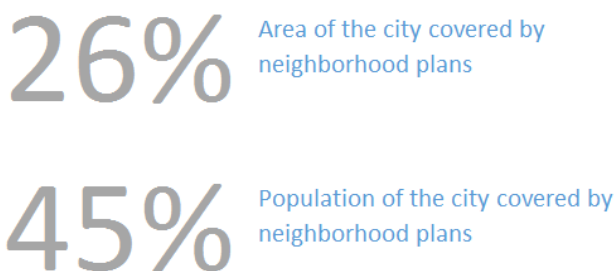 26%
Area of the city covered by
neighborhood plans
45%
Population of the city covered by
neighborhood plans